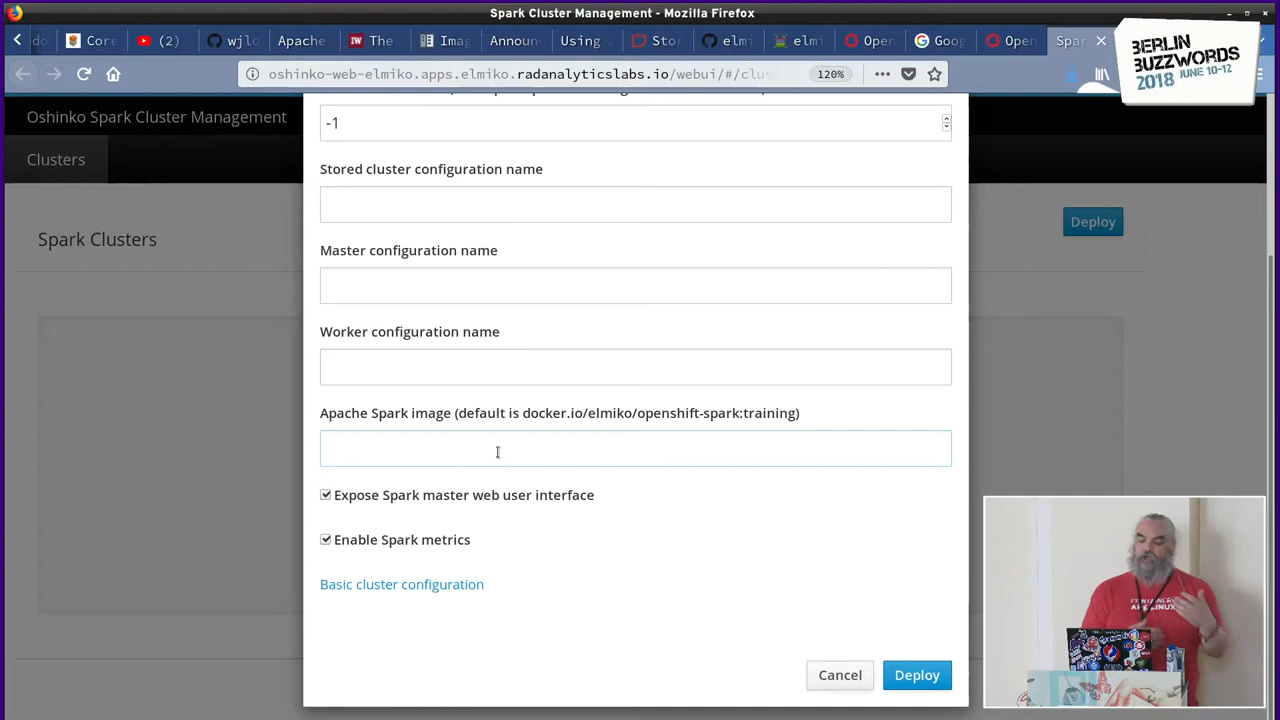 Spark Cluster Management - Mozilla Firefox
do Core (2) wjlo Apache The Imag Announ Using Stor elmi elmi Open Goog Open Spar
oshinko-web-elmiko.apps.elmiko.radanalyticslabs.io/webui/#/clus 120%
BERLIN
BUZZWORDS
2018 JUNE 10-12
Oshinko Spark Cluster Management
Clusters
Spark Clusters
Deploy
-1
Stored cluster configuration name
Master configuration name
Worker configuration name
Apache Spark image (default is docker.io/elmiko/openshift-spark:training)
Expose Spark master web user interface
Enable Spark metrics
Basic cluster configuration
Cancel Deploy